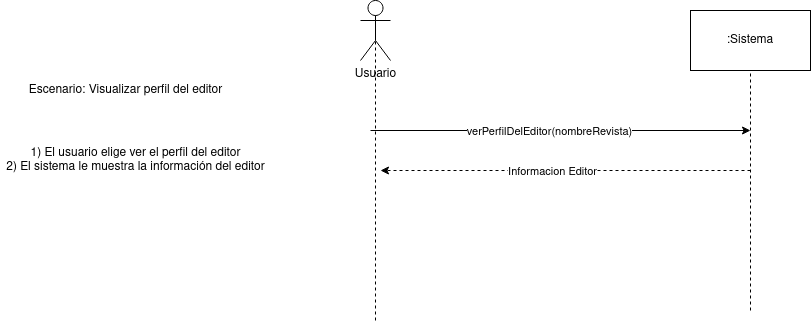 Usuario
:Sistema
Escenario: Visualizar perfil del editor
verPerfilDelEditor(nombreRevista)
1) El usuario elige ver el perfil del editor
2) El sistema le muestra la información del editor
Informacion Editor